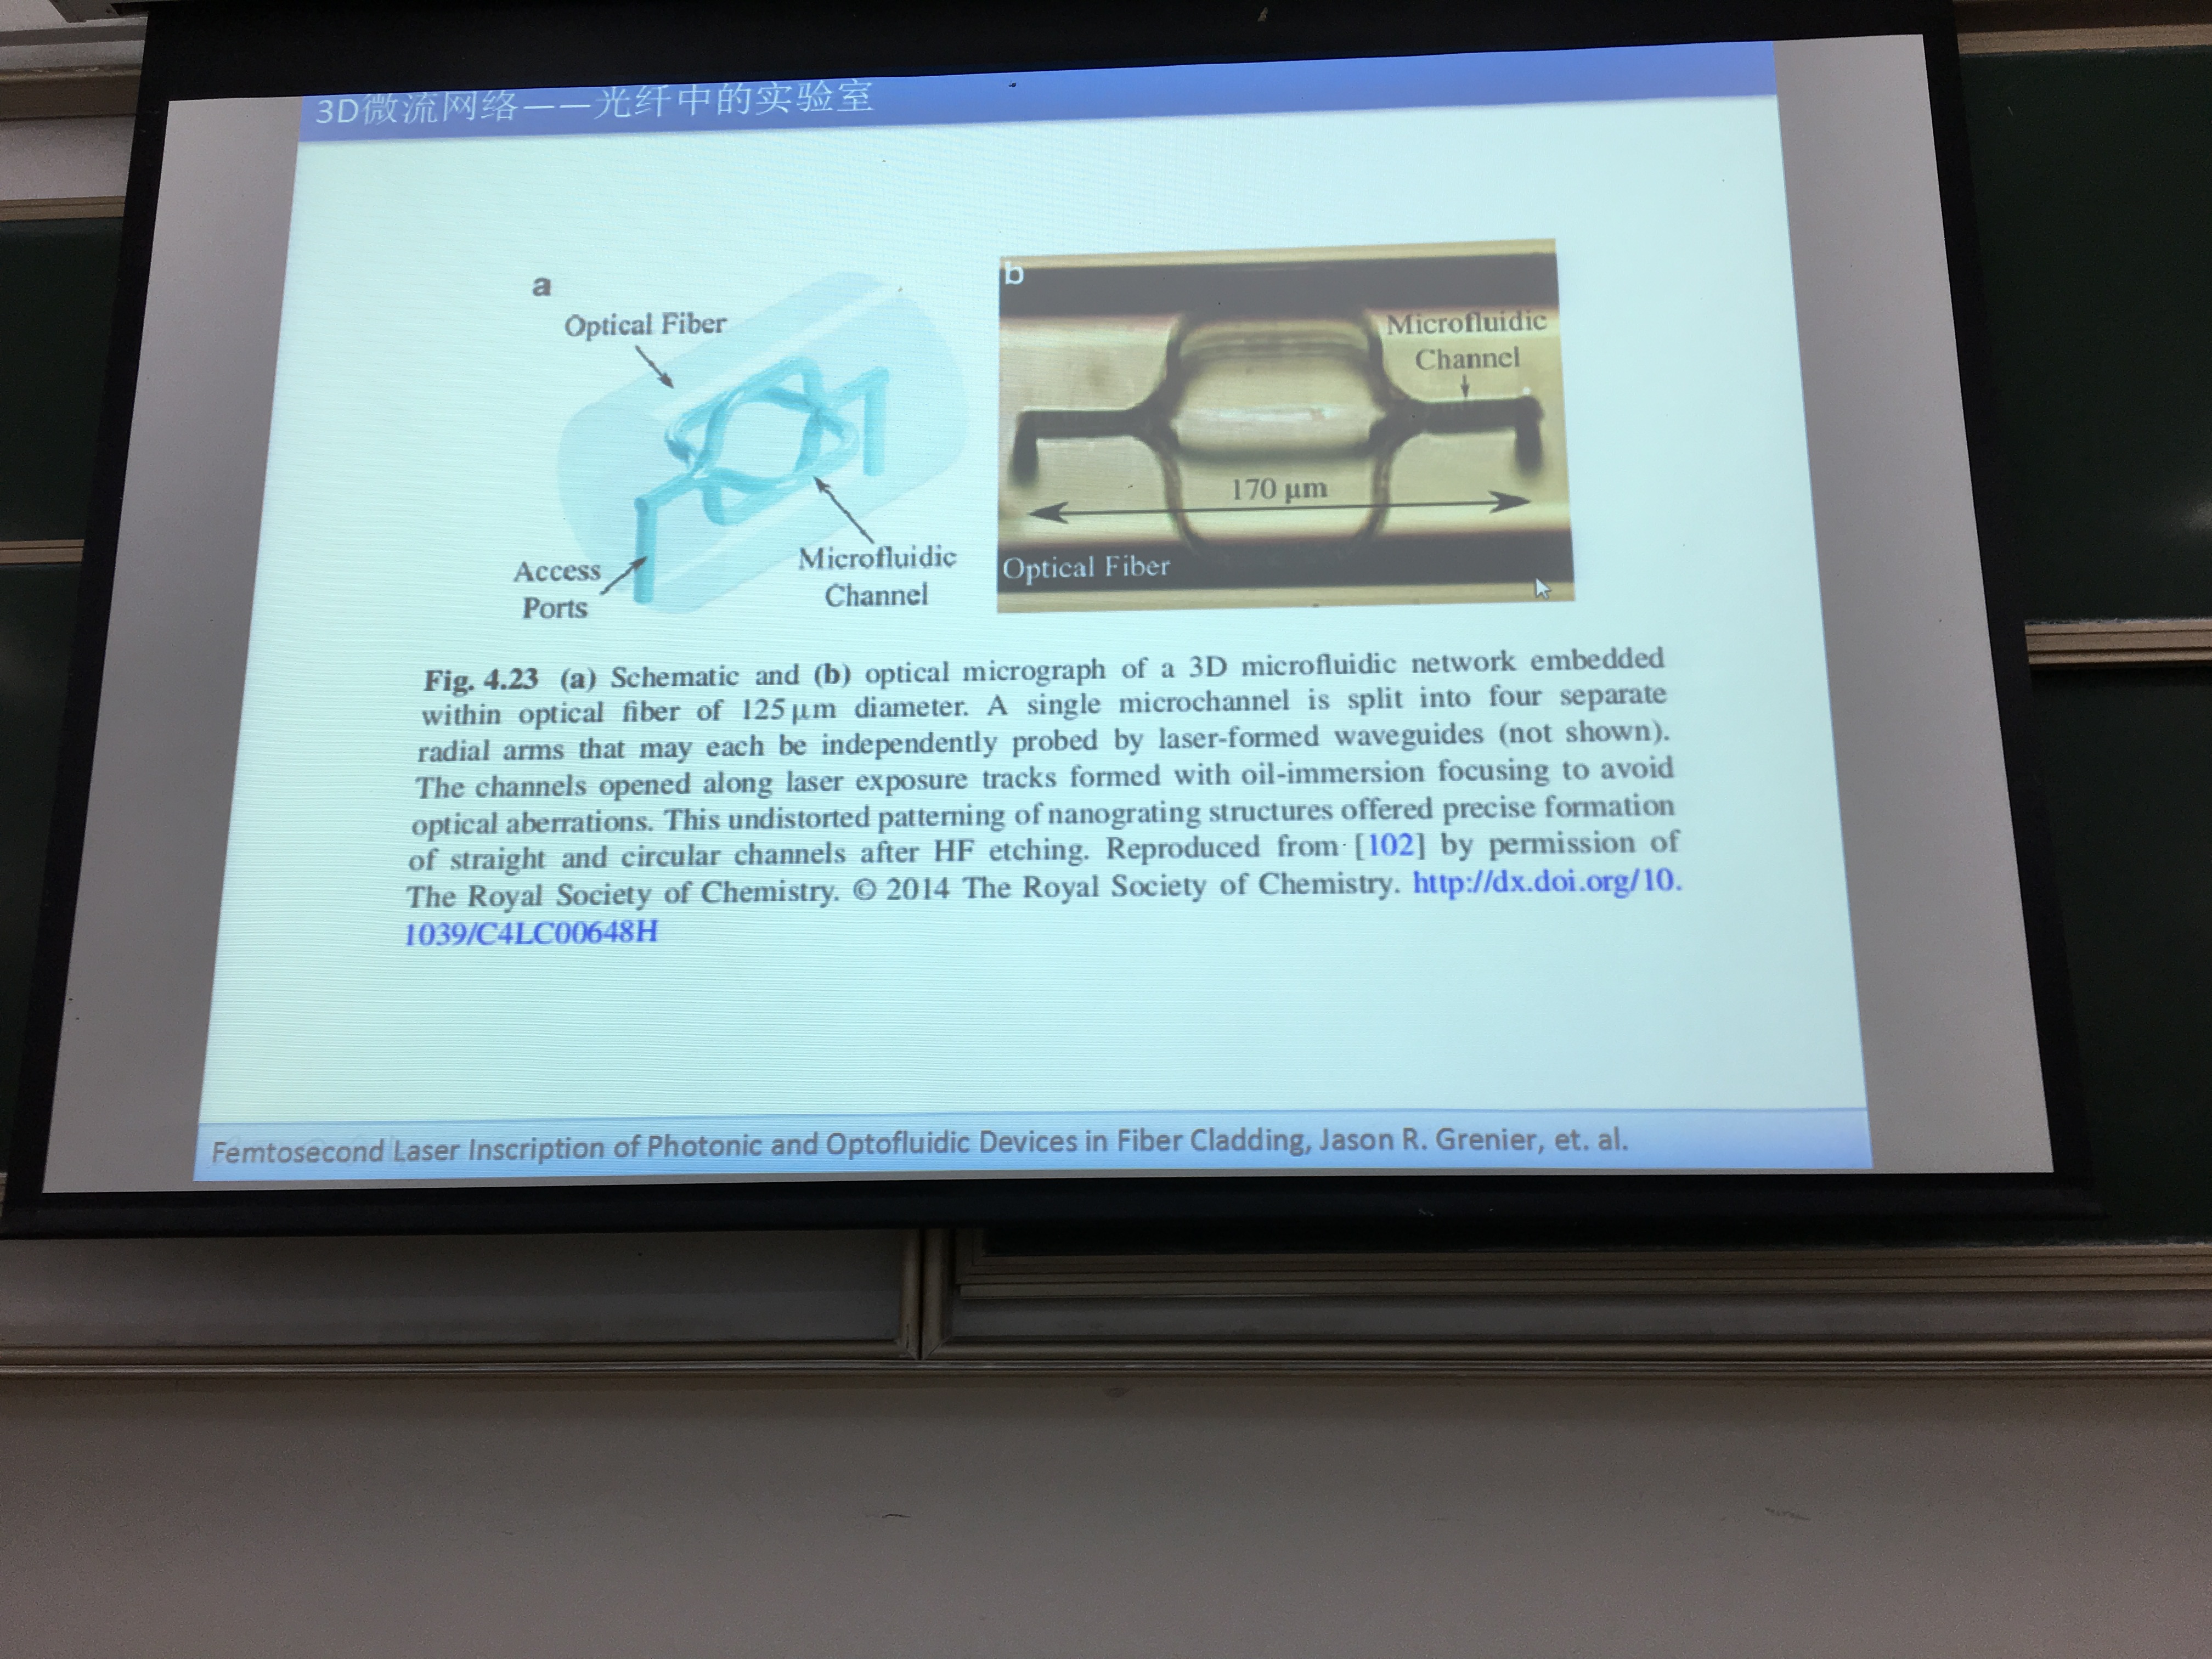 3D微流网络——光纤中的实验室
a
Optical Fiber
Access
Ports
Microfluidic
Channel
b
Microfluidic
Channel
170 μm
Optical Fiber
Fig. 4.23 (a) Schematic and (b) optical micrograph of a 3D microfluidic network embedded
within optical fiber of 125 μm diameter. A single microchannel is split into four separate
radial arms that may each be independently probed by laser-formed waveguides (not shown).
The channels opened along laser exposure tracks formed with oil-immersion focusing to avoid
optical aberrations. This undistorted patterning of nanograting structures offered precise formation
of straight and circular channels after HF etching. Reproduced from [102] by permission of
The Royal Society of Chemistry. © 2014 The Royal Society of Chemistry. http://dx.doi.org/10.
1039/C4LC00648H
Femtosecond Laser Inscription of Photonic and Optofluidic Devices in Fiber Cladding, Jason R. Grenier, et. al.